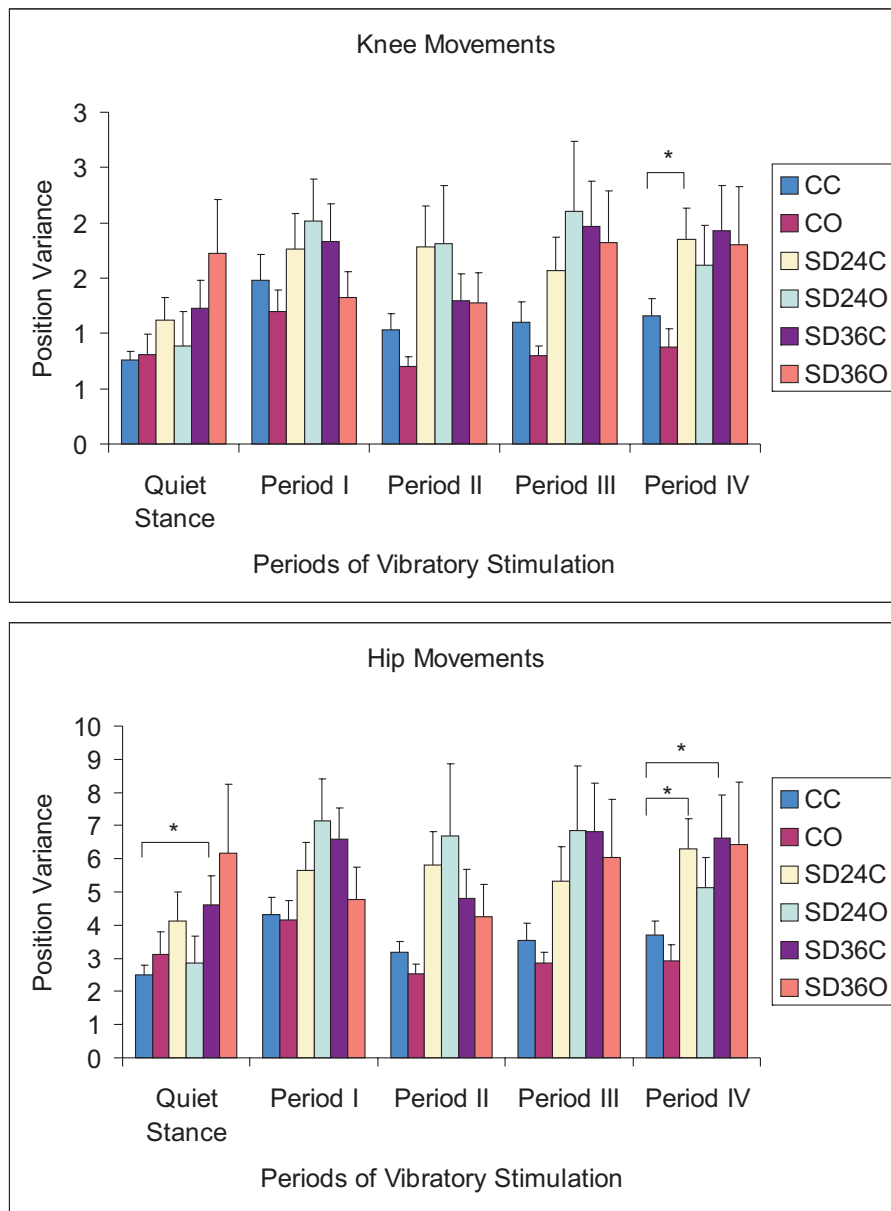 Knee Movements
3
3
2
2
1
1
0
Position Variance
*
CC
CO
SD24C
SD24O
SD36C
SD36O
Quiet Stance
Period I
Period II
Period III
Period IV
Periods of Vibratory Stimulation
Hip Movements
10
9
8
7
6
5
4
3
2
1
0
Position Variance
*
*
*
CC
CO
SD24C
SD24O
SD36C
SD36O
Quiet Stance
Period I
Period II
Period III
Period IV
Periods of Vibratory Stimulation